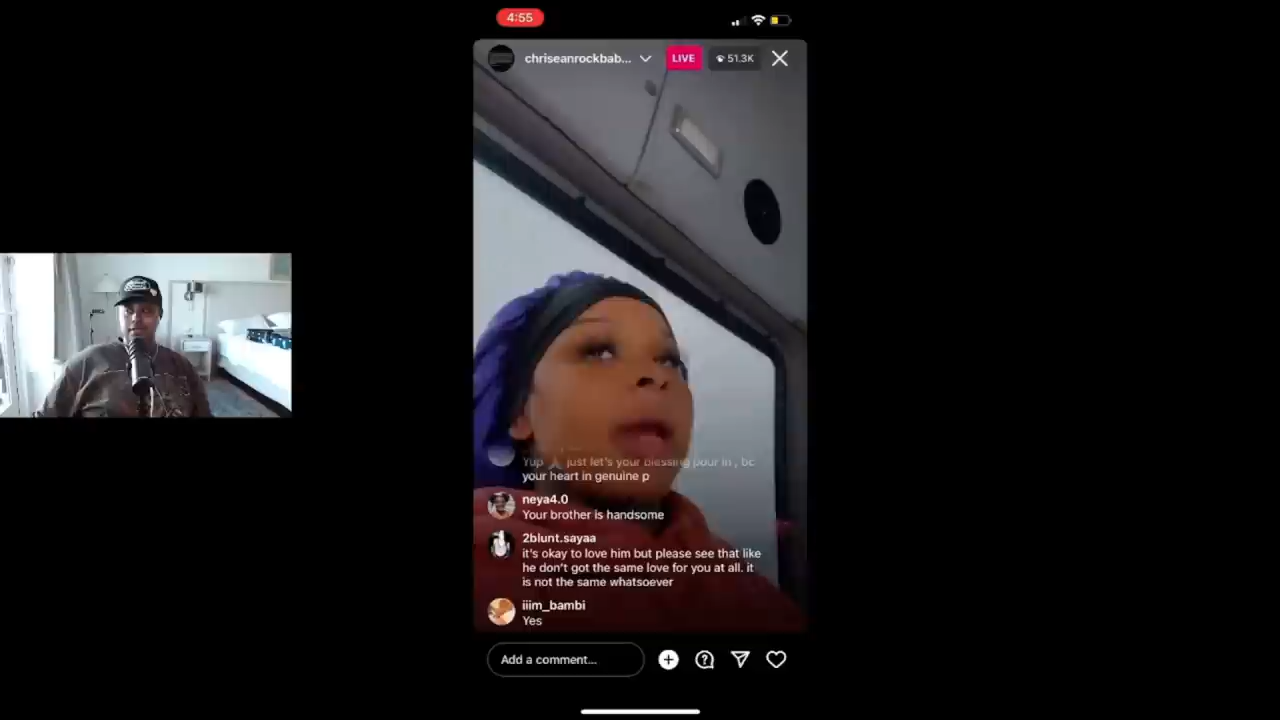 4:55
chriseanrockbab...
LIVE
51.3K
Yup just let's your blessing pour in , bc
your heart in genuine p
neya4.0
Your brother is handsome
2blunt.sayaa
it's okay to love him but please see that like
he don't got the same love for you at all. it
is not the same whatsoever
iiim_bambi
Yes
Add a comment...